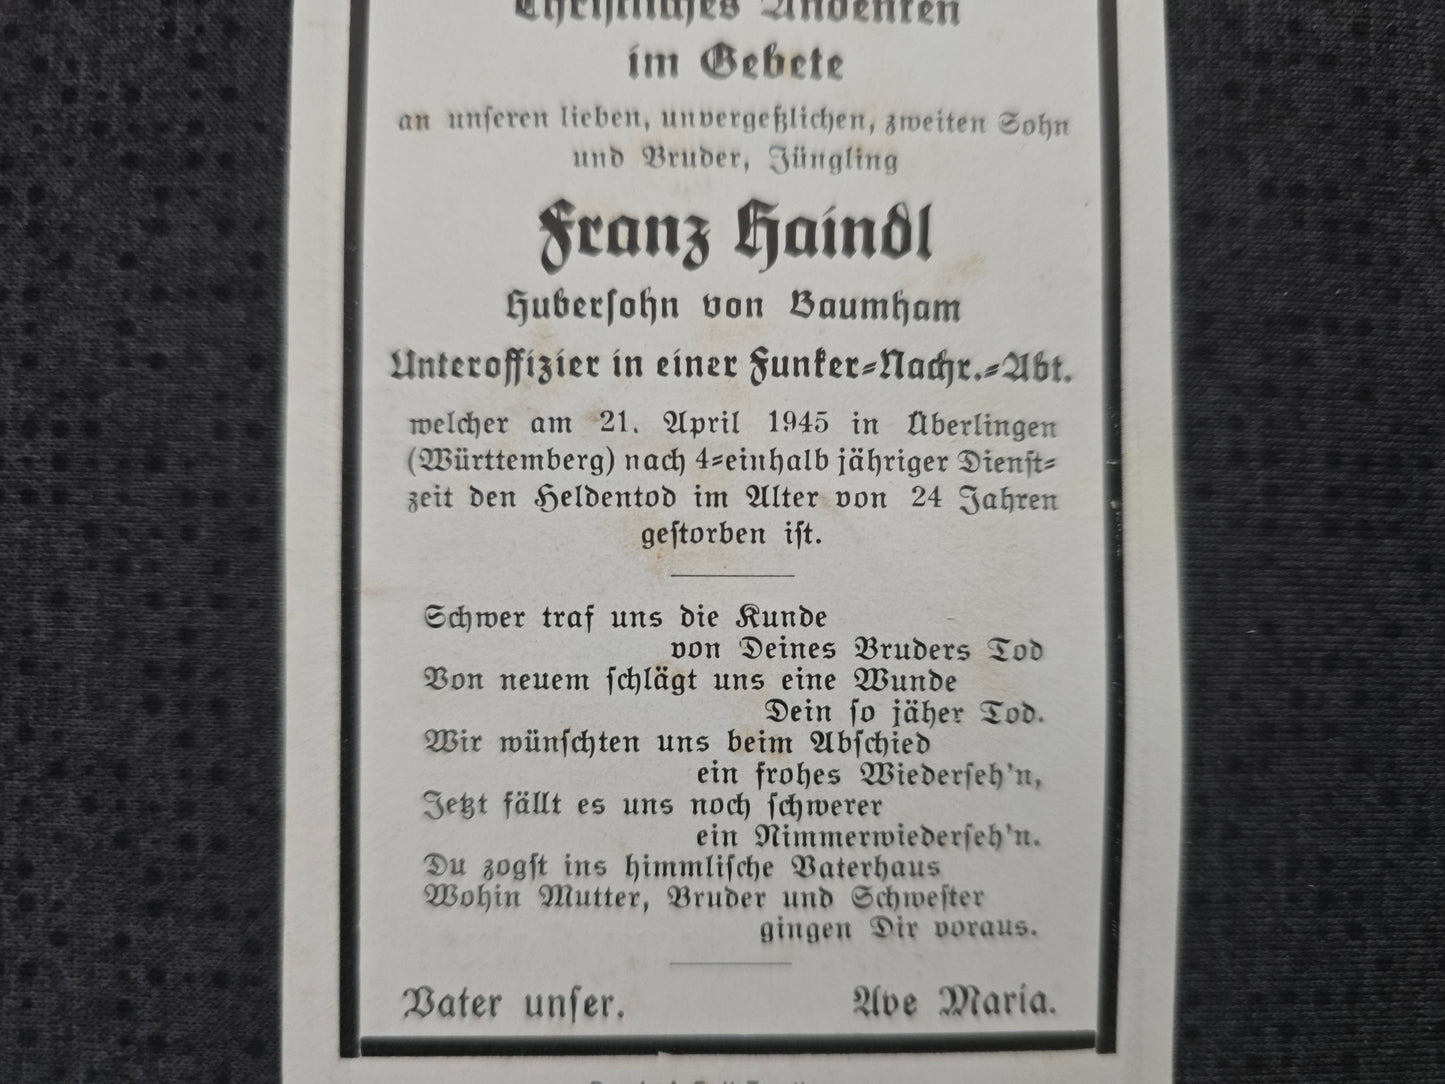 Christliches Andenken
im Gebete
an unseren lieben, unvergeßlichen, zweiten Sohn
und Bruder, Jüngling
Franz Haindl
Hubersohn von Baumham
Unteroffizier in einer Funker-Nachr.-Abt.
welcher am 21. April 1945 in Überlingen
(Württemberg) nach 4-einhalb jähriger Dienst-
zeit den Heldentod im Alter von 24 Jahren
gestorben ist.
Schwer traf uns die Kunde
von Deines Bruders Tod
Von neuem schlägt uns eine Wunde
Dein so jäher Tod.
Wir wünschten uns beim Abschied
ein frohes Wiederseh'n,
Jetzt fällt es uns noch schwerer
ein Nimmerwiederseh'n.
Du zogst ins himmlische Vaterhaus
Wohin Mutter, Bruder und Schwester
gingen Dir voraus.
Vater unser. Ave Maria.